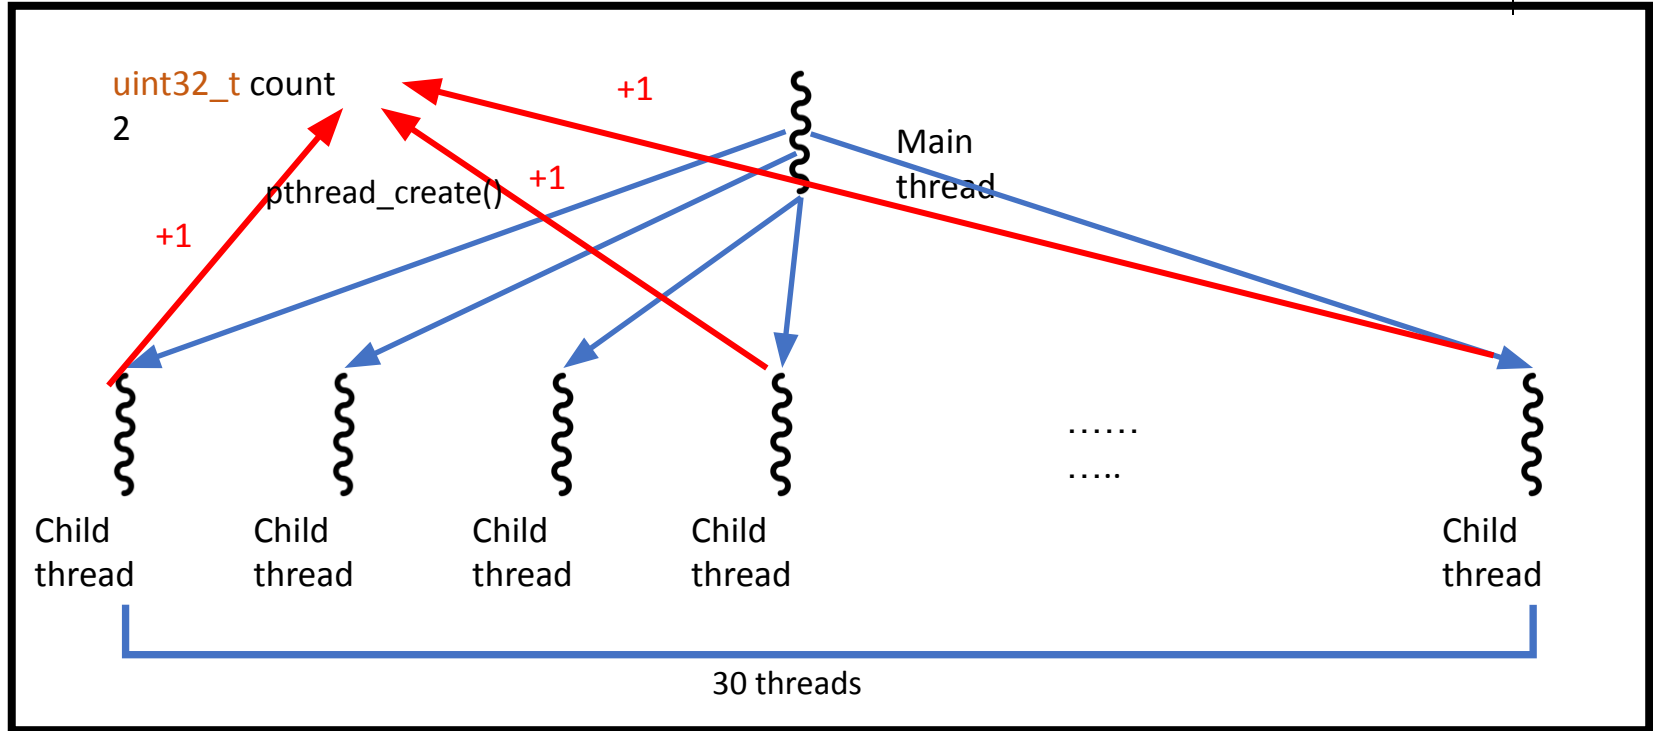 uint32_t count
2
+1
Main
thread
pthread_create()
+1
+1
......
.....
Child
thread
Child
thread
Child
thread
Child
thread
Child
thread
30 threads